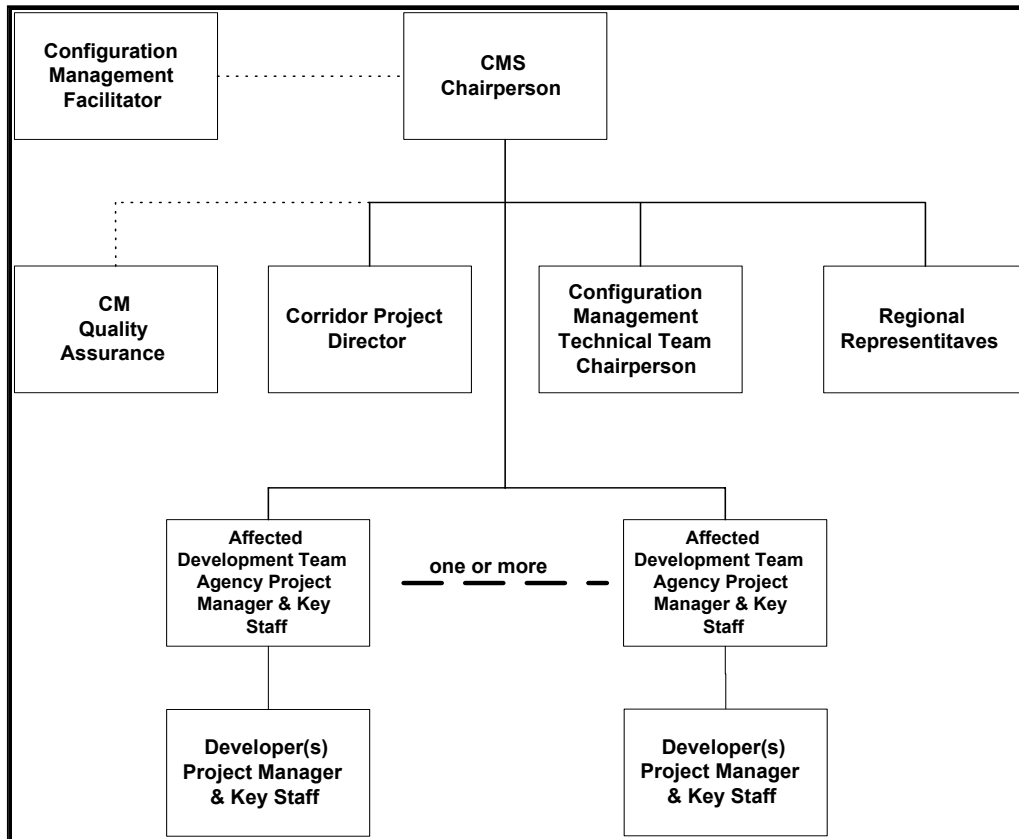 Configuration
Management
Facilitator
CMS
Chairperson
CM
Quality
Assurance
Corridor Project
Director
Configuration
Management
Technical Team
Chairperson
Regional
Representitaves
Affected
Development Team
Agency Project
Manager & Key
Staff
one or more
Affected
Development Team
Agency Project
Manager & Key
Staff
Developer(s)
Project Manager
& Key Staff
Developer(s)
Project Manager
& Key Staff